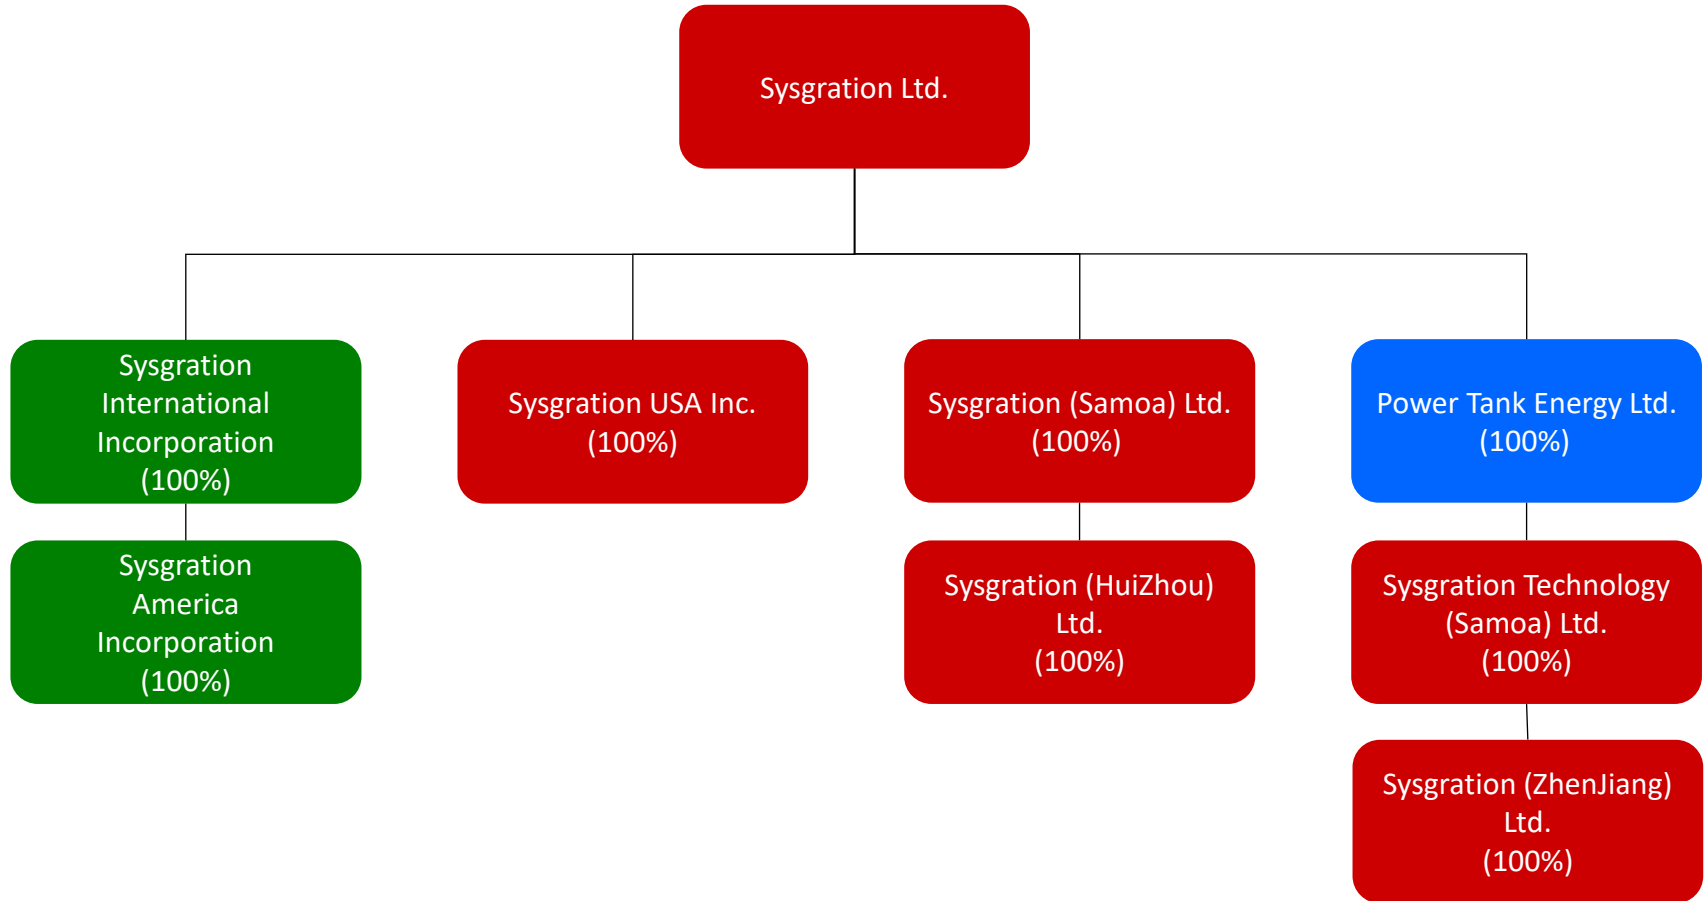 Sysgration Ltd.
Sysgration
International
Incorporation
(100%)
Sysgration USA Inc.
(100%)
Sysgration (Samoa) Ltd.
(100%)
Power Tank Energy Ltd.
(100%)
Sysgration
America
Incorporation
(100%)
Sysgration (HuiZhou)
Ltd.
(100%)
Sysgration Technology
(Samoa) Ltd.
(100%)
Sysgration (ZhenJiang)
Ltd.
(100%)